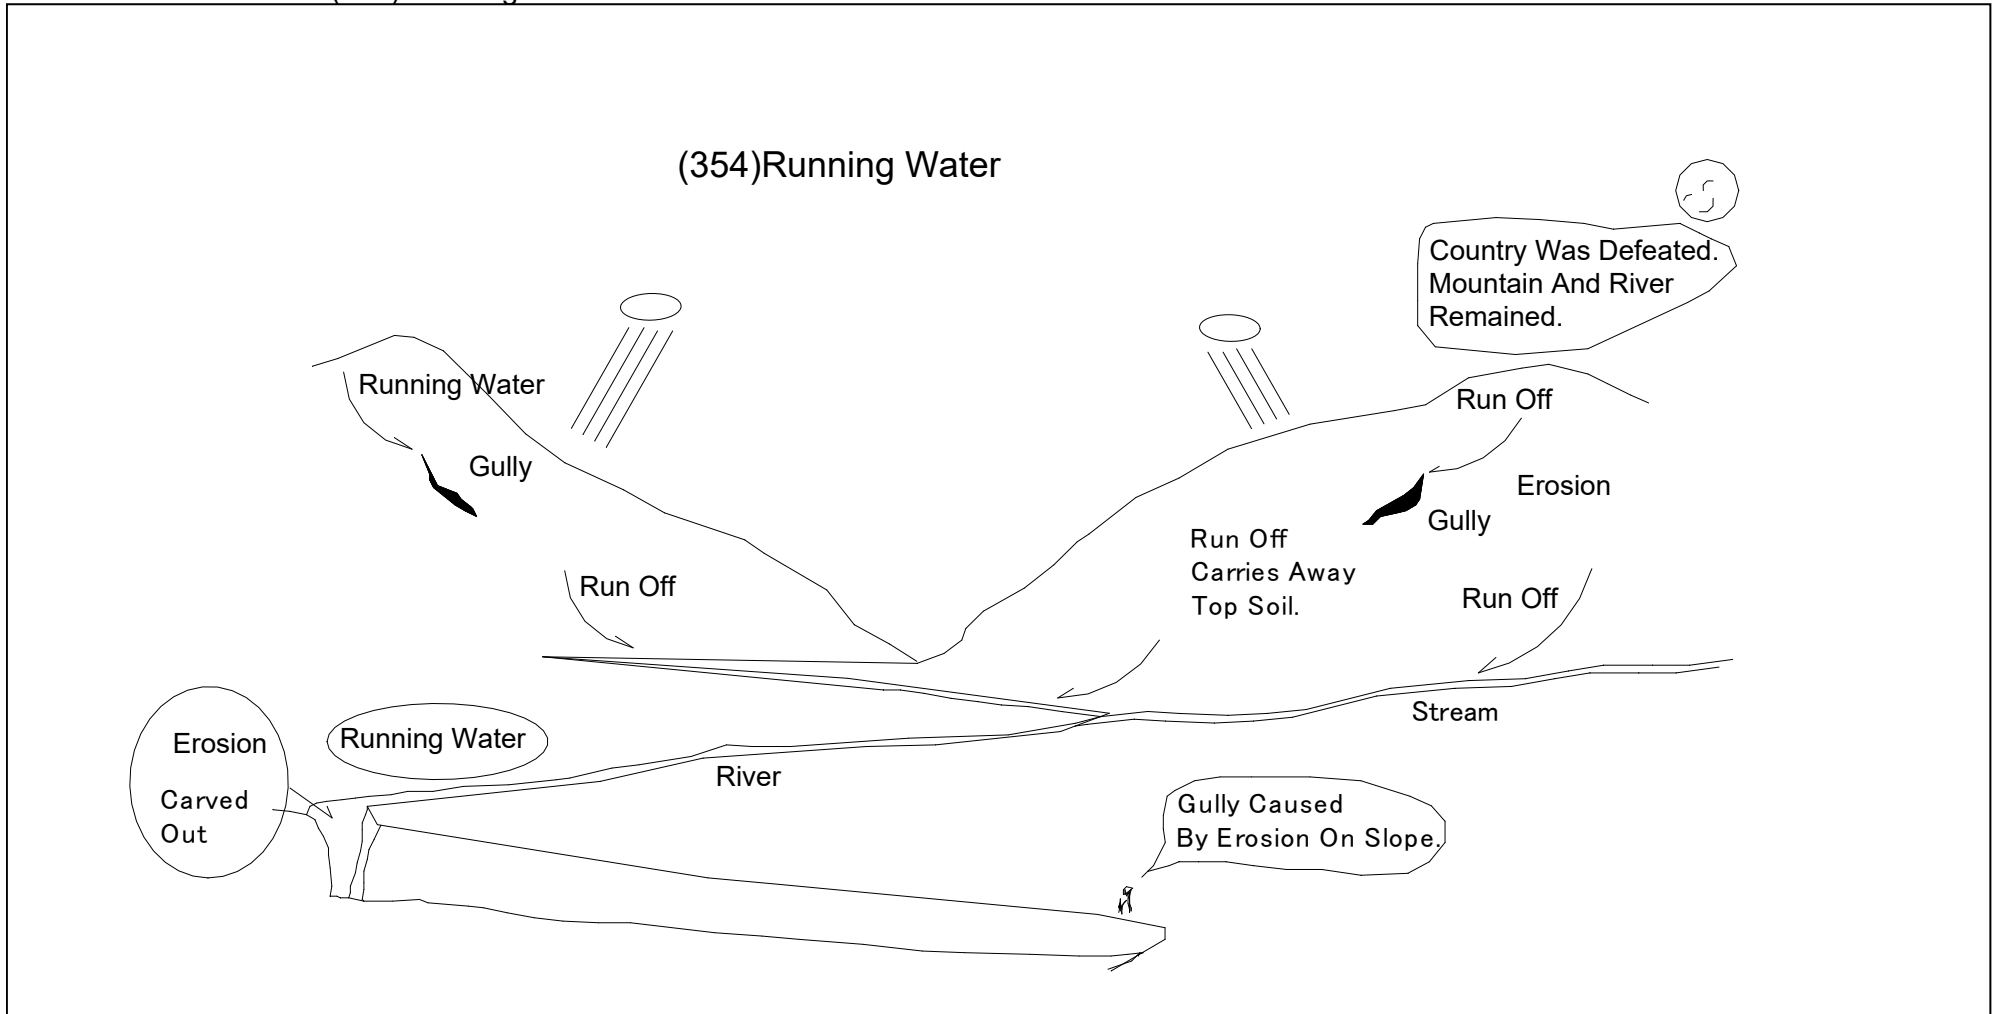 (354)Running Water
Country Was Defeated.
Mountain And River
Remained.
Running Water
Run Off
Gully
Erosion
Gully
Run Off
Carries Away
Top Soil.
Run Off
Run Off
Stream
Erosion
Running Water
River
Carved
Out
Gully Caused
By Erosion On Slope.